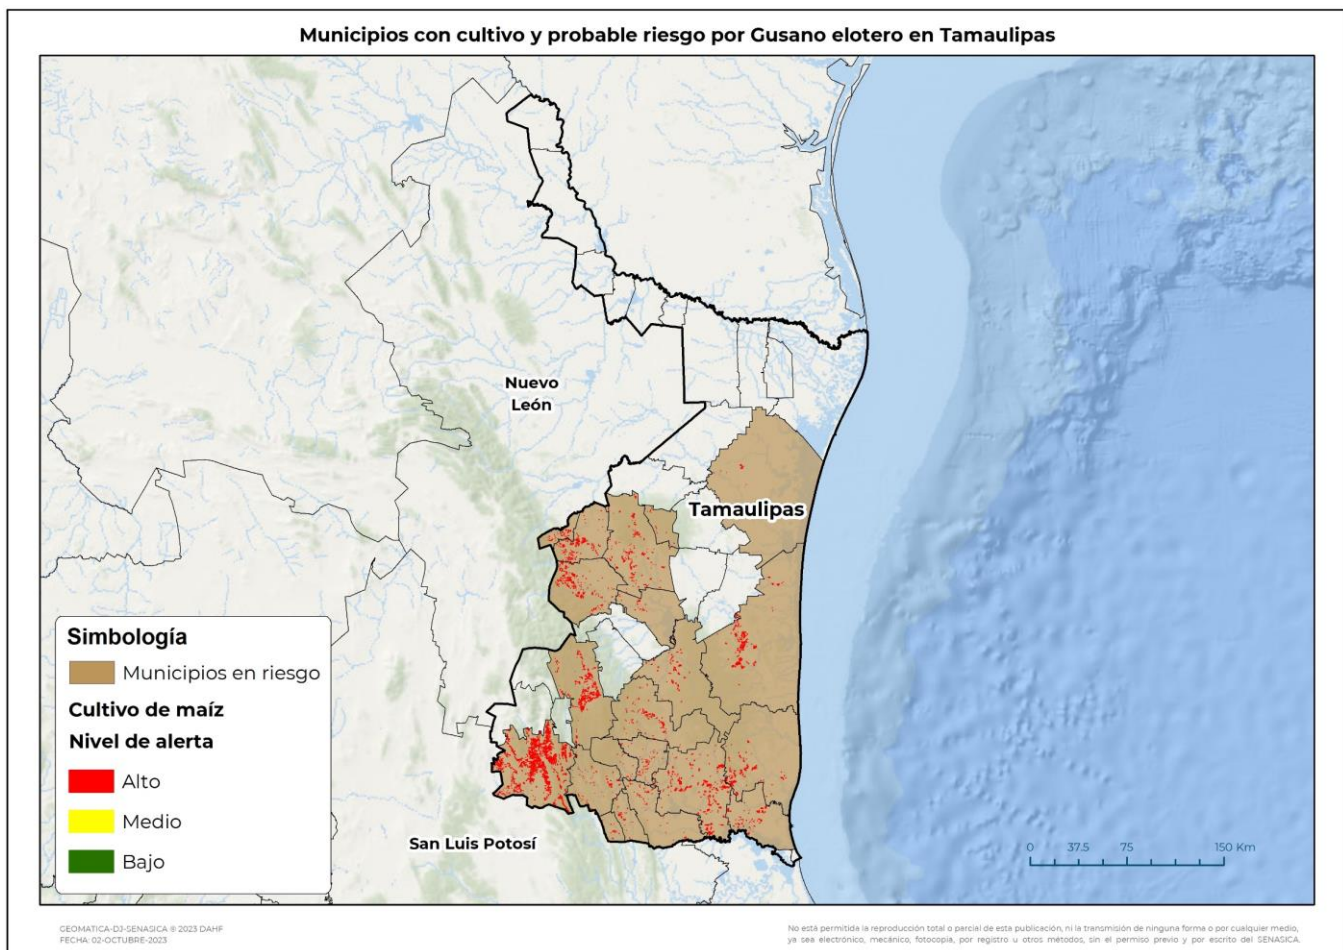 Municipios con cultivo y probable riesgo por Gusano elotero en Tamaulipas
Nuevo
León
Tamaulipas
San Luis Potosí
Simbología
Municipios en riesgo
Cultivo de maíz
Nivel de alerta
Alto
Medio
Bajo
0 37.5 75 150 Km
GEOMATICA-DJ-SENASICA ® 2023 DAHF
FECHA: 02-OCTUBRE-2023
No está permitida la reproducción total o parcial de esta publicación, ni la transmisión de ninguna forma o por cualquier medio,
ya sea electrónico, mecánico, fotocopia, por registro u otros métodos, sin el permiso previo y por escrito del SENASICA.